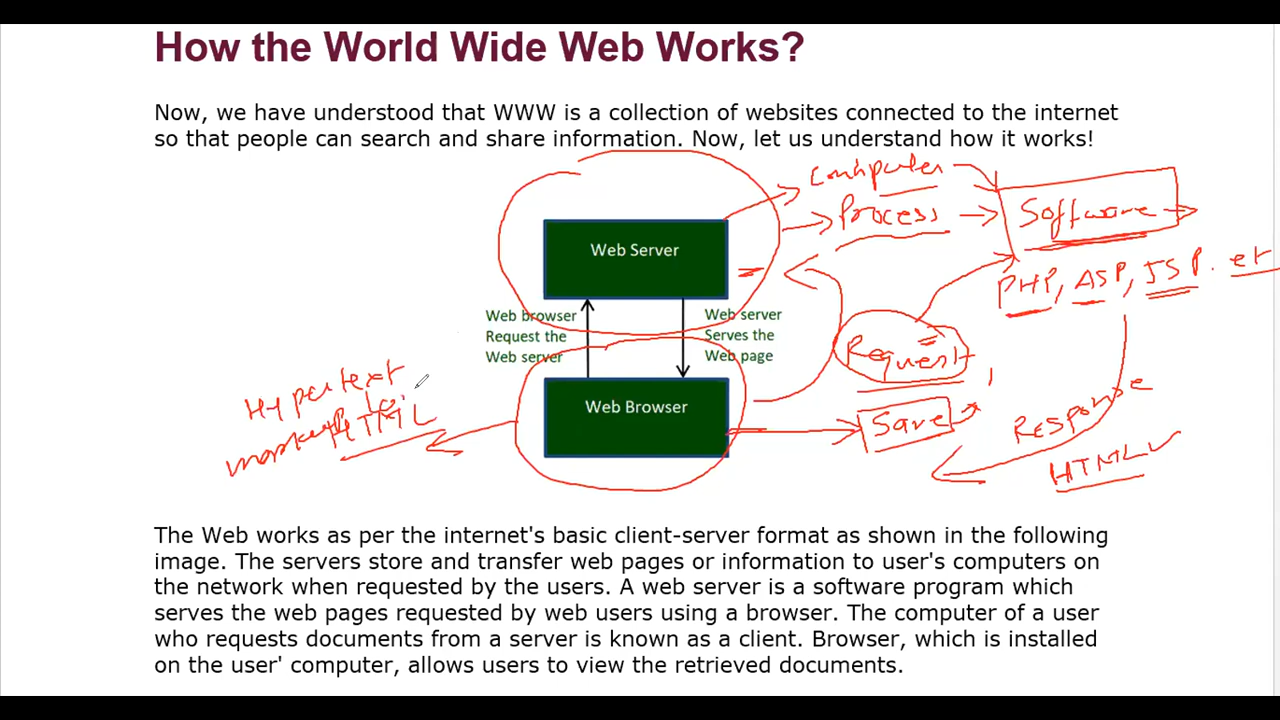 How the World Wide Web Works?
Now, we have understood that WWW is a collection of websites connected to the internet
so that people can search and share information. Now, let us understand how it works!
Computer
Process
Software
PHP, ASP, JSP. et
Web Server
Web browser
Request the
Web server
Web server
Serves the
Web page
Request
Hypertext
markup
HTML
Web Browser
Save
Response
HTML
The Web works as per the internet's basic client-server format as shown in the following
image. The servers store and transfer web pages or information to user's computers on
the network when requested by the users. A web server is a software program which
serves the web pages requested by web users using a browser. The computer of a user
who requests documents from a server is known as a client. Browser, which is installed
on the user' computer, allows users to view the retrieved documents.